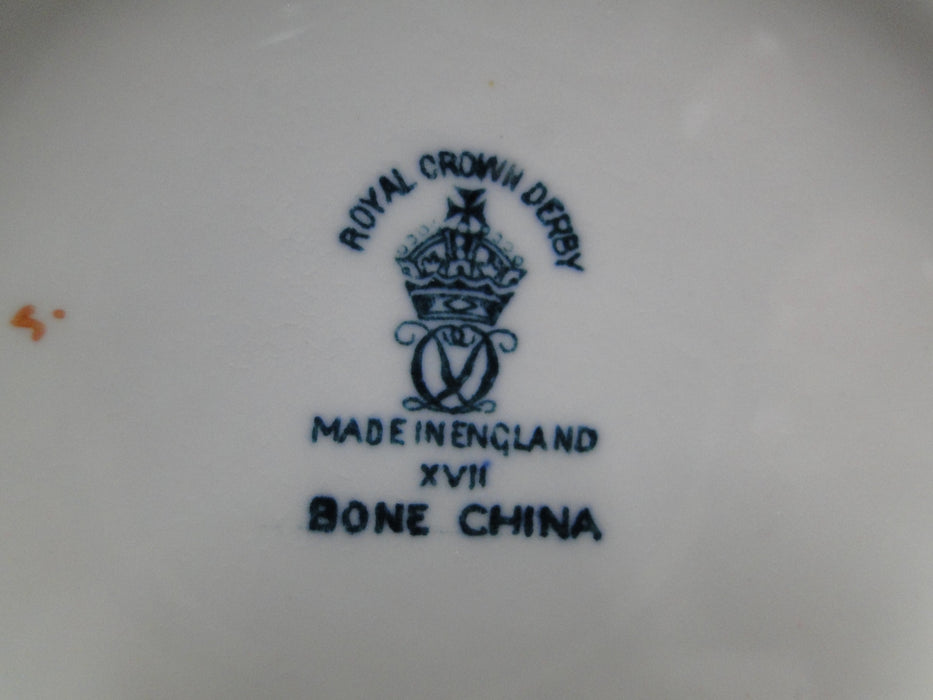 ROYAL CROWN DERBY
MADE IN ENGLAND
XVII
BONE CHINA